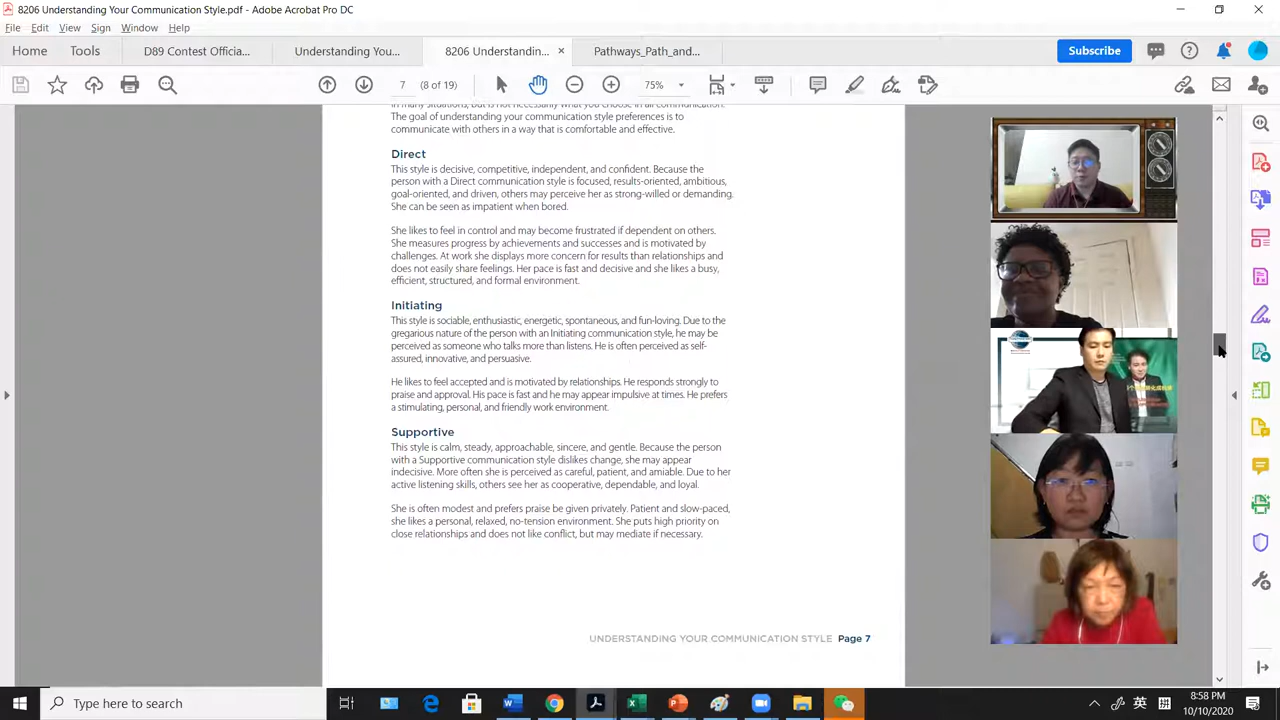 8206 Understanding Your Communication Style.pdf - Adobe Acrobat Pro DC
File Edit View Sign Window Help
Home Tools D89 Contest Officia... Understanding You... 8206 Understandin... × Pathways_Path_and... Subscribe
7 (8 of 19) 75%
in many situations, but is not necessarily what you choose in all communication.
The goal of understanding your communication style preferences is to
communicate with others in a way that is comfortable and effective.
Direct
This style is decisive, competitive, independent, and confident. Because the
person with a Direct communication style is focused, results-oriented, ambitious,
goal-oriented, and driven, others may perceive her as strong-willed or demanding.
She can be seen as impatient when bored.
She likes to feel in control and may become frustrated if dependent on others.
She measures progress by achievements and successes and is motivated by
challenges. At work she displays more concern for results than relationships and
does not easily share feelings. Her pace is fast and decisive and she likes a busy,
efficient, structured, and formal environment.
Initiating
This style is sociable, enthusiastic, energetic, spontaneous, and fun-loving. Due to the
gregarious nature of the person with an Initiating communication style, he may be
perceived as someone who talks more than listens. He is often perceived as self-
assured, innovative, and persuasive.
He likes to feel accepted and is motivated by relationships. He responds strongly to
praise and approval. His pace is fast and he may appear impulsive at times. He prefers
a stimulating, personal, and friendly work environment.
Supportive
This style is calm, steady, approachable, sincere, and gentle. Because the person
with a Supportive communication style dislikes change, she may appear
indecisive. More often she is perceived as careful, patient, and amiable. Due to her
active listening skills, others see her as cooperative, dependable, and loyal.
She is often modest and prefers praise be given privately. Patient and slow-paced,
she likes a personal, relaxed, no-tension environment. She puts high priority on
close relationships and does not like conflict, but may mediate if necessary.
UNDERSTANDING YOUR COMMUNICATION STYLE Page 7
Type here to search
英 拼
8:58 PM
10/10/2020